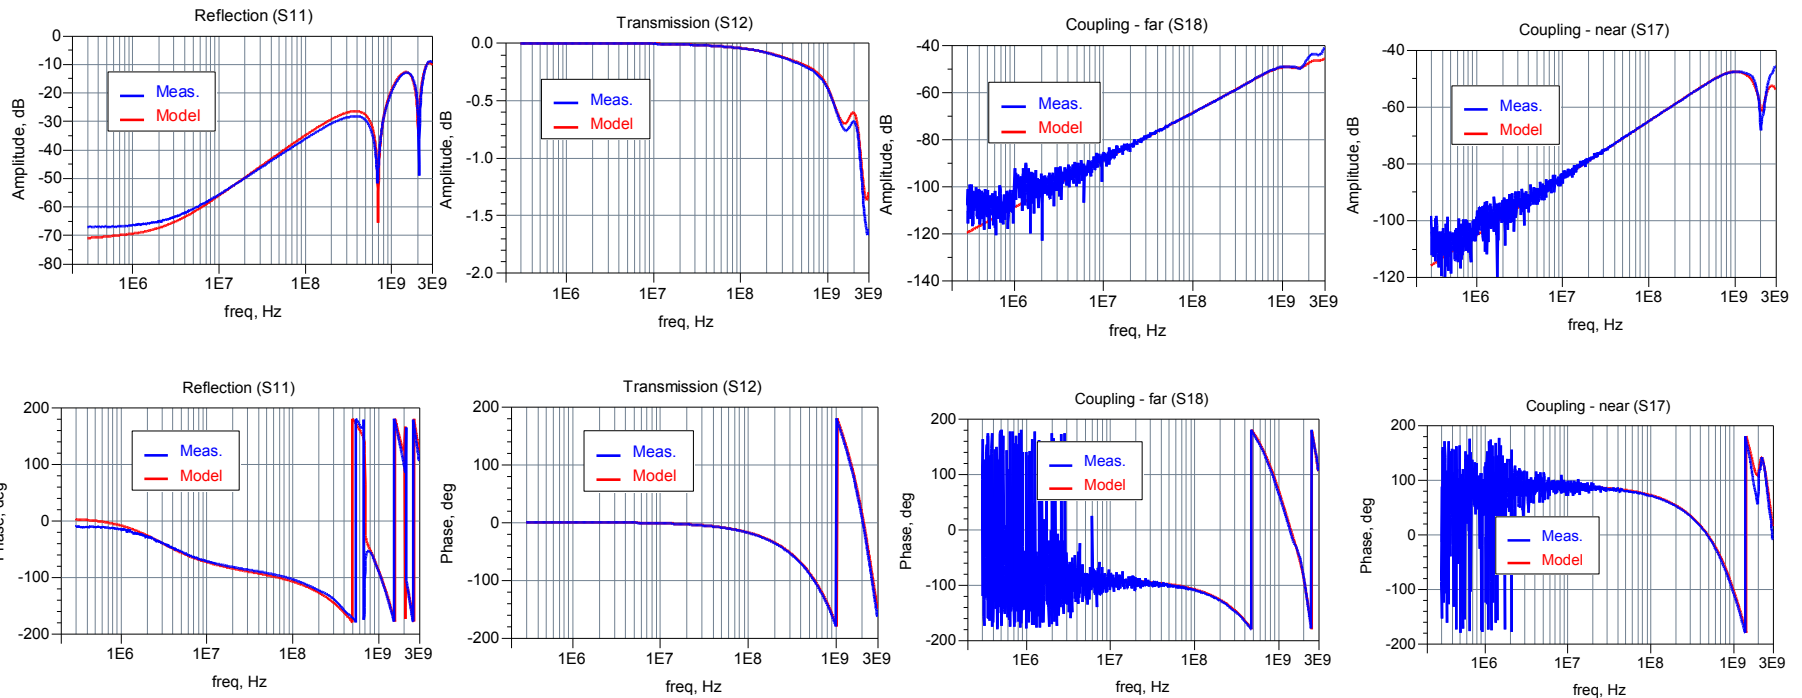 Reflection (S11)
0
-10
-20
-30
-40
-50
-60
-70
-80
Amplitude, dB
Meas.
Model
1E6
1E7
1E8
1E9
3E9
freq, Hz
Transmission (S12)
0.0
-0.5
-1.0
-1.5
-2.0
Amplitude, dB
Meas.
Model
1E6
1E7
1E8
1E9
3E9
freq, Hz
Coupling - far (S18)
-40
-60
-80
-100
-120
-140
Amplitude, dB
Meas.
Model
1E6
1E7
1E8
1E9
3E9
freq, Hz
Coupling - near (S17)
-40
-60
-80
-100
-120
Amplitude, dB
Meas.
Model
1E6
1E7
1E8
1E9
3E9
freq, Hz
Reflection (S11)
200
100
0
-100
-200
Phase, deg
Meas.
Model
1E6
1E7
1E8
1E9
3E9
freq, Hz
Transmission (S12)
200
100
0
-100
-200
Phase, deg
Meas.
Model
1E6
1E7
1E8
1E9
3E9
freq, Hz
Coupling - far (S18)
200
100
0
-100
-200
Phase, deg
Meas.
Model
1E6
1E7
1E8
1E9
3E9
freq, Hz
Coupling - near (S17)
200
100
0
-100
-200
Phase, deg
Meas.
Model
1E6
1E7
1E8
1E9
3E9
freq, Hz